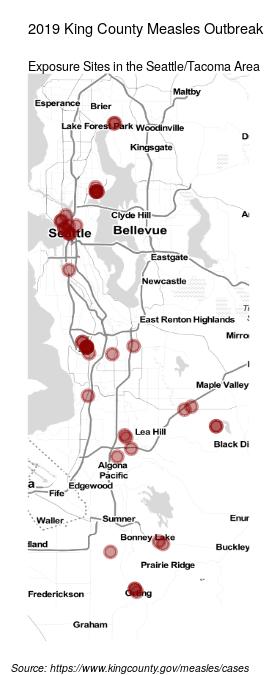 2019 King County Measles Outbreak
Exposure Sites in the Seattle/Tacoma Area
Maltby
Esperance
Brier
Lake Forest Park
Woodinville
Kingsgate
D
Clyde Hill
A
Seattle
Bellevue
Eastgate
Newcastle
East Renton Highlands
Mirro
Maple Valley
Lea Hill
Black Di
Algona
Pacific
a
Edgewood
Fife
Waller
Sumner
Enur
lland
Bonney Lake
Buckley
Prairie Ridge
Frederickson
Orting
Graham
Source: https://www.kingcounty.gov/measles/cases